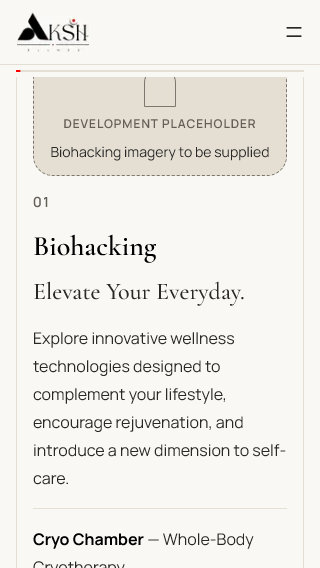 AKSH
DEVELOPMENT PLACEHOLDER
Biohacking imagery to be supplied
01
Biohacking
Elevate Your Everyday.
Explore innovative wellness
technologies designed to
complement your lifestyle,
encourage rejuvenation, and
introduce a new dimension to self-
care.
Cryo Chamber — Whole-Body
Cryotherapy